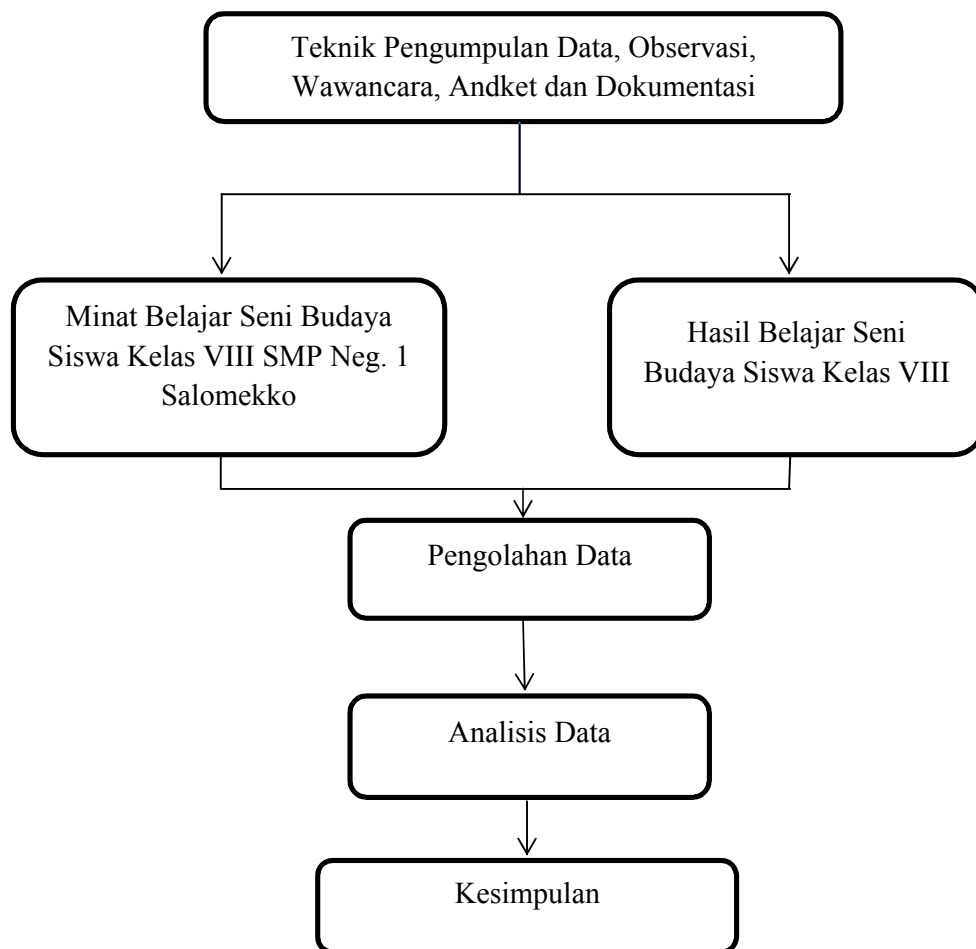 Teknik Pengumpulan Data, Observasi,
Wawancara, Andket dan Dokumentasi
Minat Belajar Seni Budaya
Siswa Kelas VIII SMP Neg. 1
Salomekko
Hasil Belajar Seni
Budaya Siswa Kelas VIII
Pengolahan Data
Analisis Data
Kesimpulan